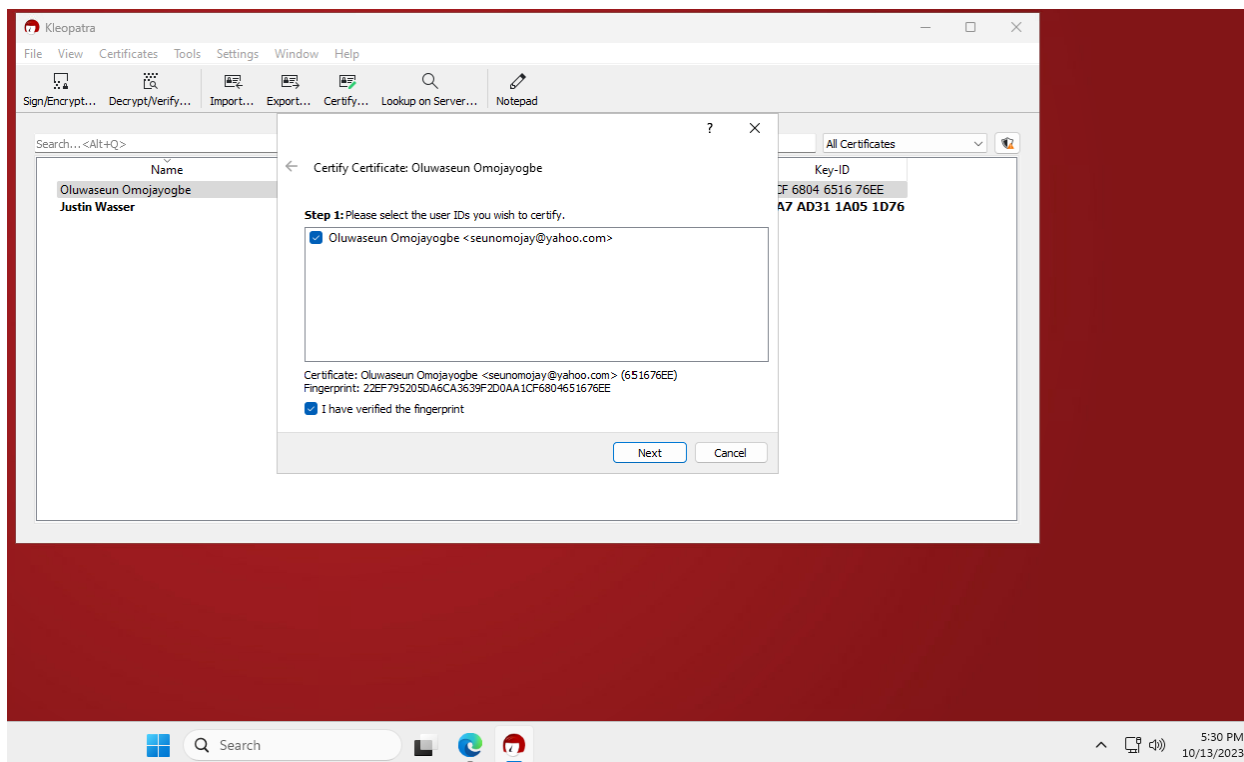 Kleopatra
File View Certificates Tools Settings Window Help
Sign/Encrypt... Decrypt/Verify... Import... Export... Certify... Lookup on Server... Notepad
Search...<Alt+Q>
All Certificates
Name
Key-ID
Oluwaseun Omojayogbe
CF 6804 6516 76EE
Justin Wasser
A7 AD31 1A05 1D76
?
Certify Certificate: Oluwaseun Omojayogbe
Step 1: Please select the user IDs you wish to certify.
Oluwaseun Omojayogbe <seunomojay@yahoo.com>
Certificate: Oluwaseun Omojayogbe <seunomojay@yahoo.com> (651676EE)
Fingerprint: 22EF795205DA6CA3639F2D0AA1CF6804651676EE
I have verified the fingerprint
Next Cancel
Search
5:30 PM
10/13/2023